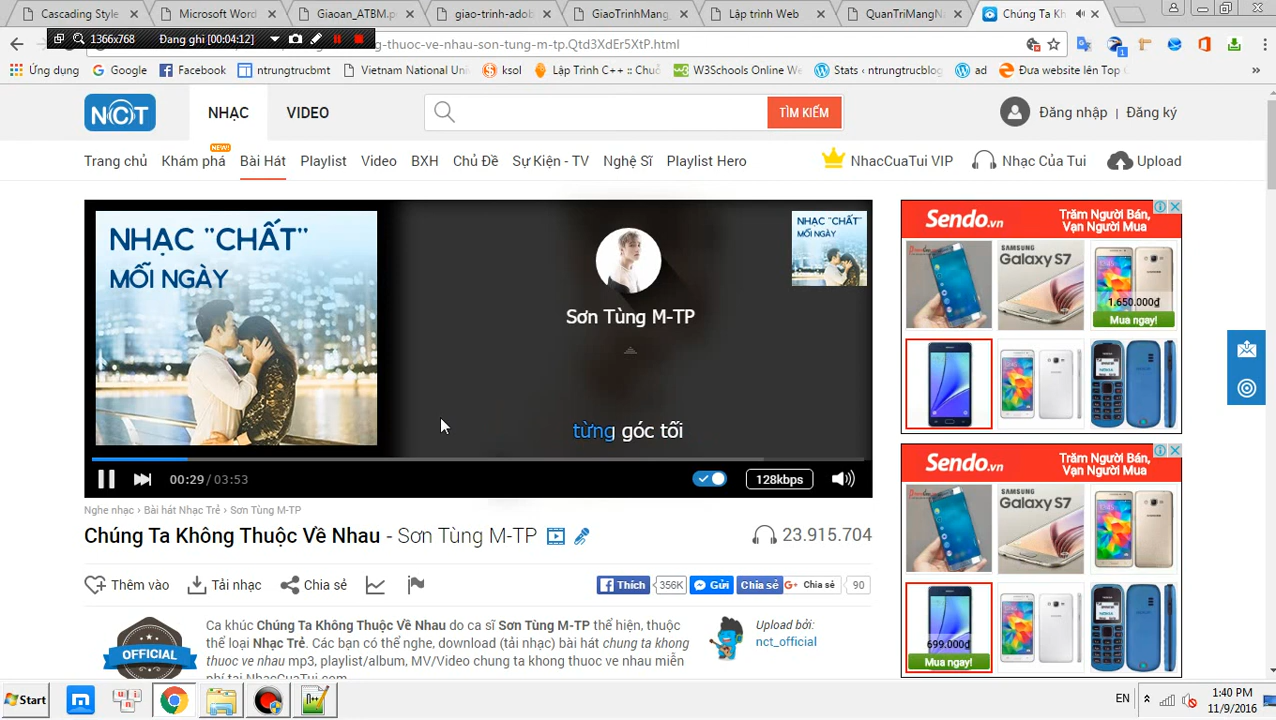 Cascading Style
Microsoft Word
Giaoan_ATBM.p
giao-trinh-adob
GiaoTrinhMang_
Lập trình Web
QuanTriMangN
Chúng Ta Kh
1366x768
Đang ghi [00:04:12]
thuoc-ve-nhau-son-tung-m-tp.Qtd3XdEr5XtP.html
Ứng dụng
Google
Facebook
ntrungtrucbmt
Vietnam National U
ksol
Lập Trình C++ :: Chu
W3Schools Online W
Stats ‹ ntrungtrucblog
ad
Đưa website lên Top
»
NCT
NHẠC
VIDEO
TÌM KIẾM
Đăng nhập | Đăng ký
NEW!
Trang chủ
Khám phá
Bài Hát
Playlist
Video
BXH
Chủ Đề
Sự Kiện - TV
Nghệ Sĩ
Playlist Hero
NhacCuaTui VIP
Nhạc Của Tui
Upload
NHẠC "CHẤT"
MỖI NGÀY
Sơn Tùng M-TP
từng góc tối
NHẠC "CHẤT"
MỖI NGÀY
00:29 / 03:53
128kbps
Sendo.vn
Trăm Người Bán,
Vạn Người Mua
SAMSUNG
Galaxy S7
1.650.000₫
Mua ngay!
Sendo.vn
Trăm Người Bán,
Vạn Người Mua
SAMSUNG
Galaxy S7
699.000₫
Mua ngay!
Nghe nhạc › Bài hát Nhạc Trẻ › Sơn Tùng M-TP
Chúng Ta Không Thuộc Về Nhau - Sơn Tùng M-TP
23.915.704
Thêm vào
Tải nhạc
Chia sẻ
Thích
356K
Gửi
Chia sẻ
G+ Chia sẻ
90
OFFICIAL
Ca khúc Chúng Ta Không Thuộc Về Nhau do ca sĩ Sơn Tùng M-TP thể hiện, thuộc
thể loại Nhạc Trẻ. Các bạn có thể nghe, download (tải nhạc) bài hát chung ta khong
thuoc ve nhau mp3, playlist/album, MV/Video chung ta khong thuoc ve nhau miễn
phí tại NhacCuaTui.com.
Upload bởi:
nct_official
Start
EN
1:40 PM
11/9/2016